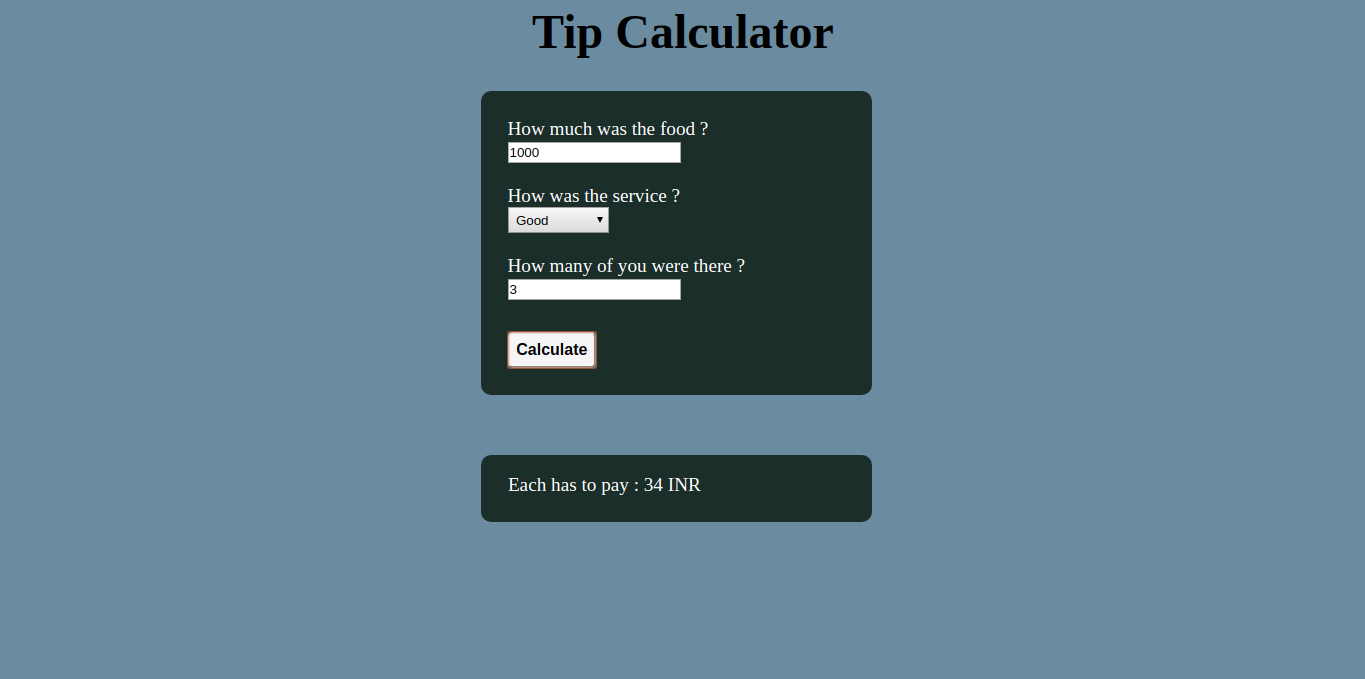 Tip Calculator
How much was the food ?
1000
How was the service ?
Good
How many of you were there ?
3
Calculate
Each has to pay : 34 INR